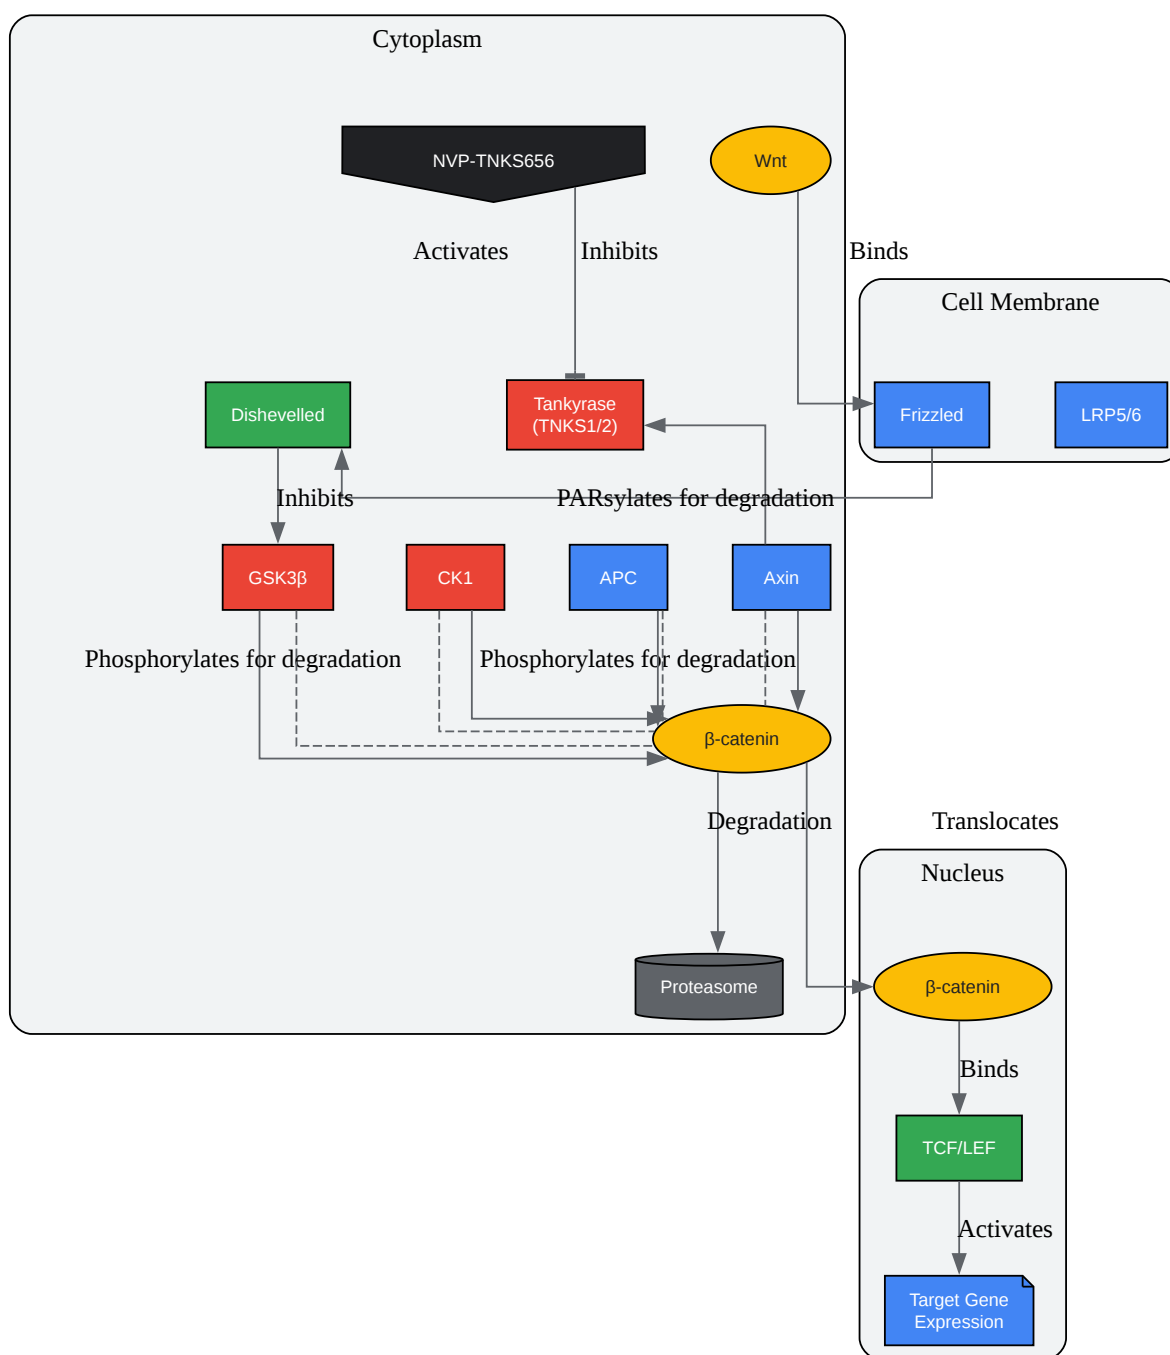 Cytoplasm
NVP-TNKS656
Wnt
Activates
Inhibits
Binds
Cell Membrane
Dishevelled
Tankyrase
(TNKS1/2)
Frizzled
LRP5/6
Inhibits
PARsylates for degradation
GSK3β
CK1
APC
Axin
Phosphorylates for degradation
Phosphorylates for degradation
β-catenin
Degradation
Translocates
Nucleus
Proteasome
β-catenin
Binds
TCF/LEF
Activates
Target Gene
Expression